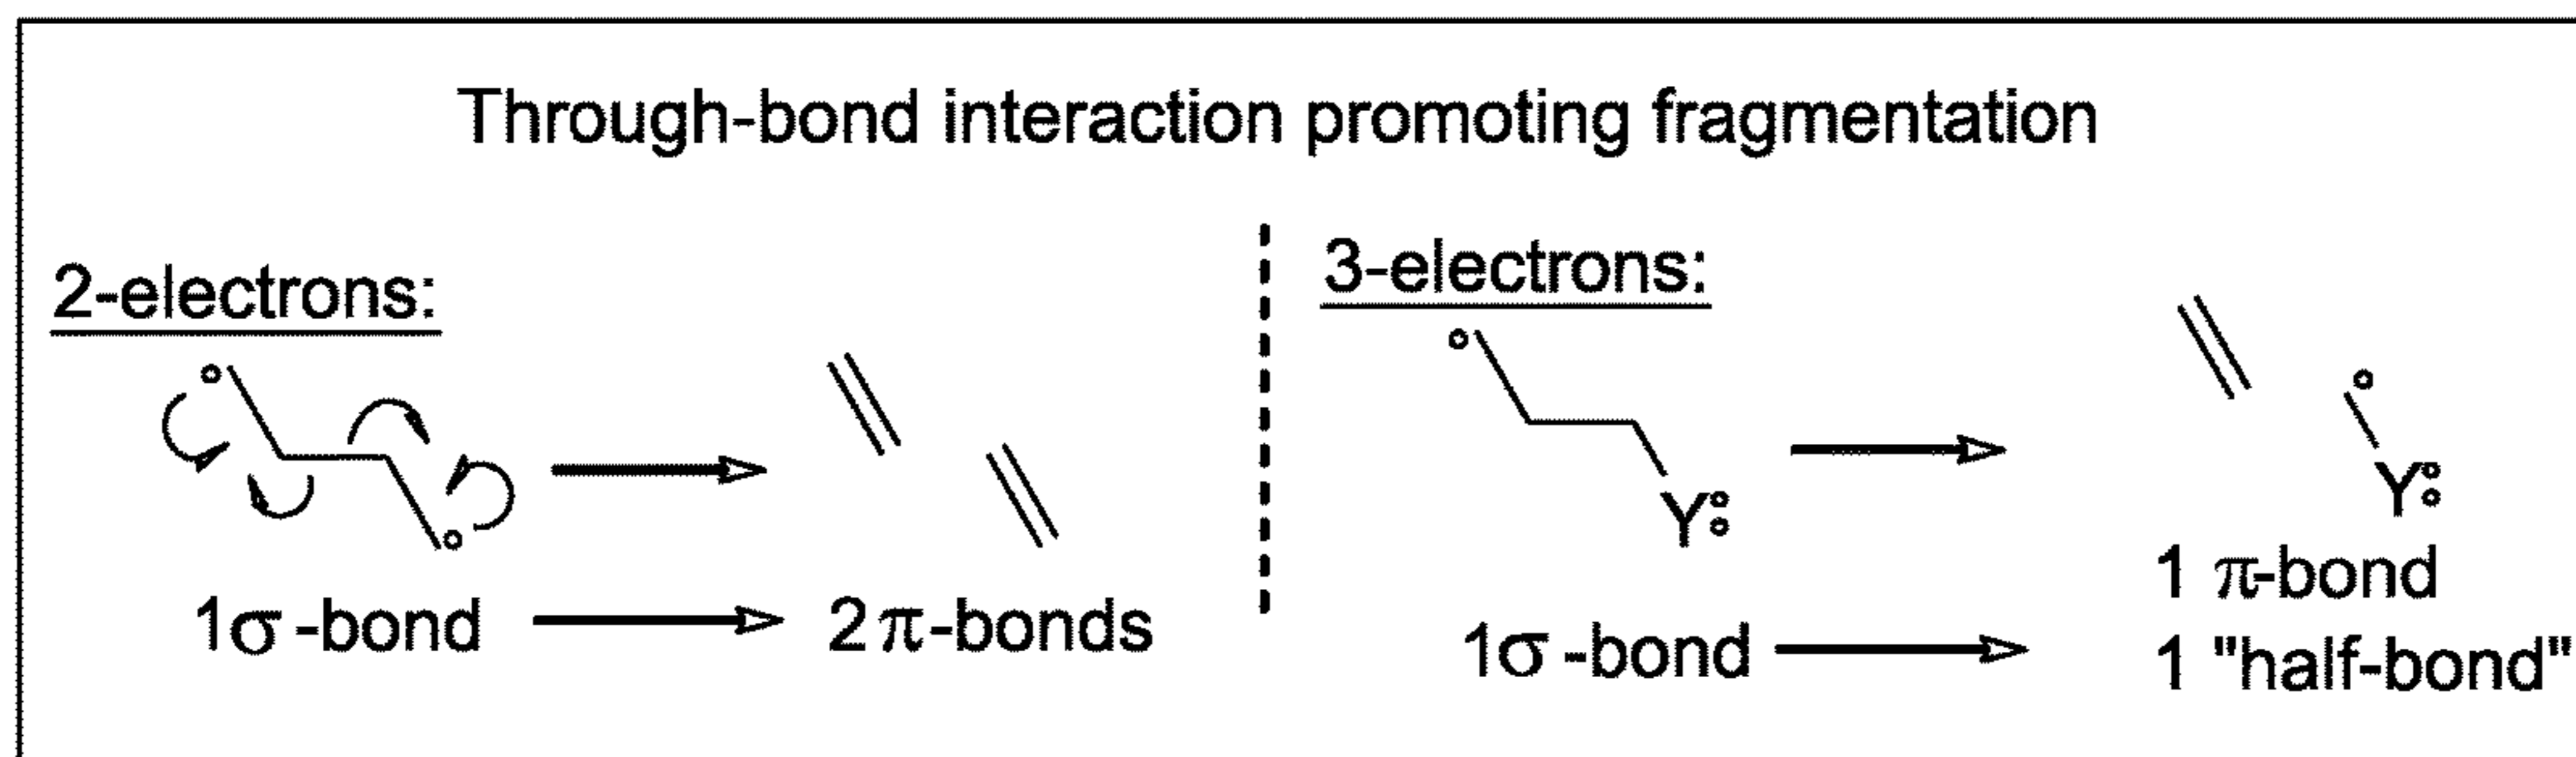 Through-bond interaction promoting fragmentation
2-electrons:
1σ-bond
2π-bonds
3-electrons:
Y
Y
1σ-bond
1 π-bond
1 "half-bond"